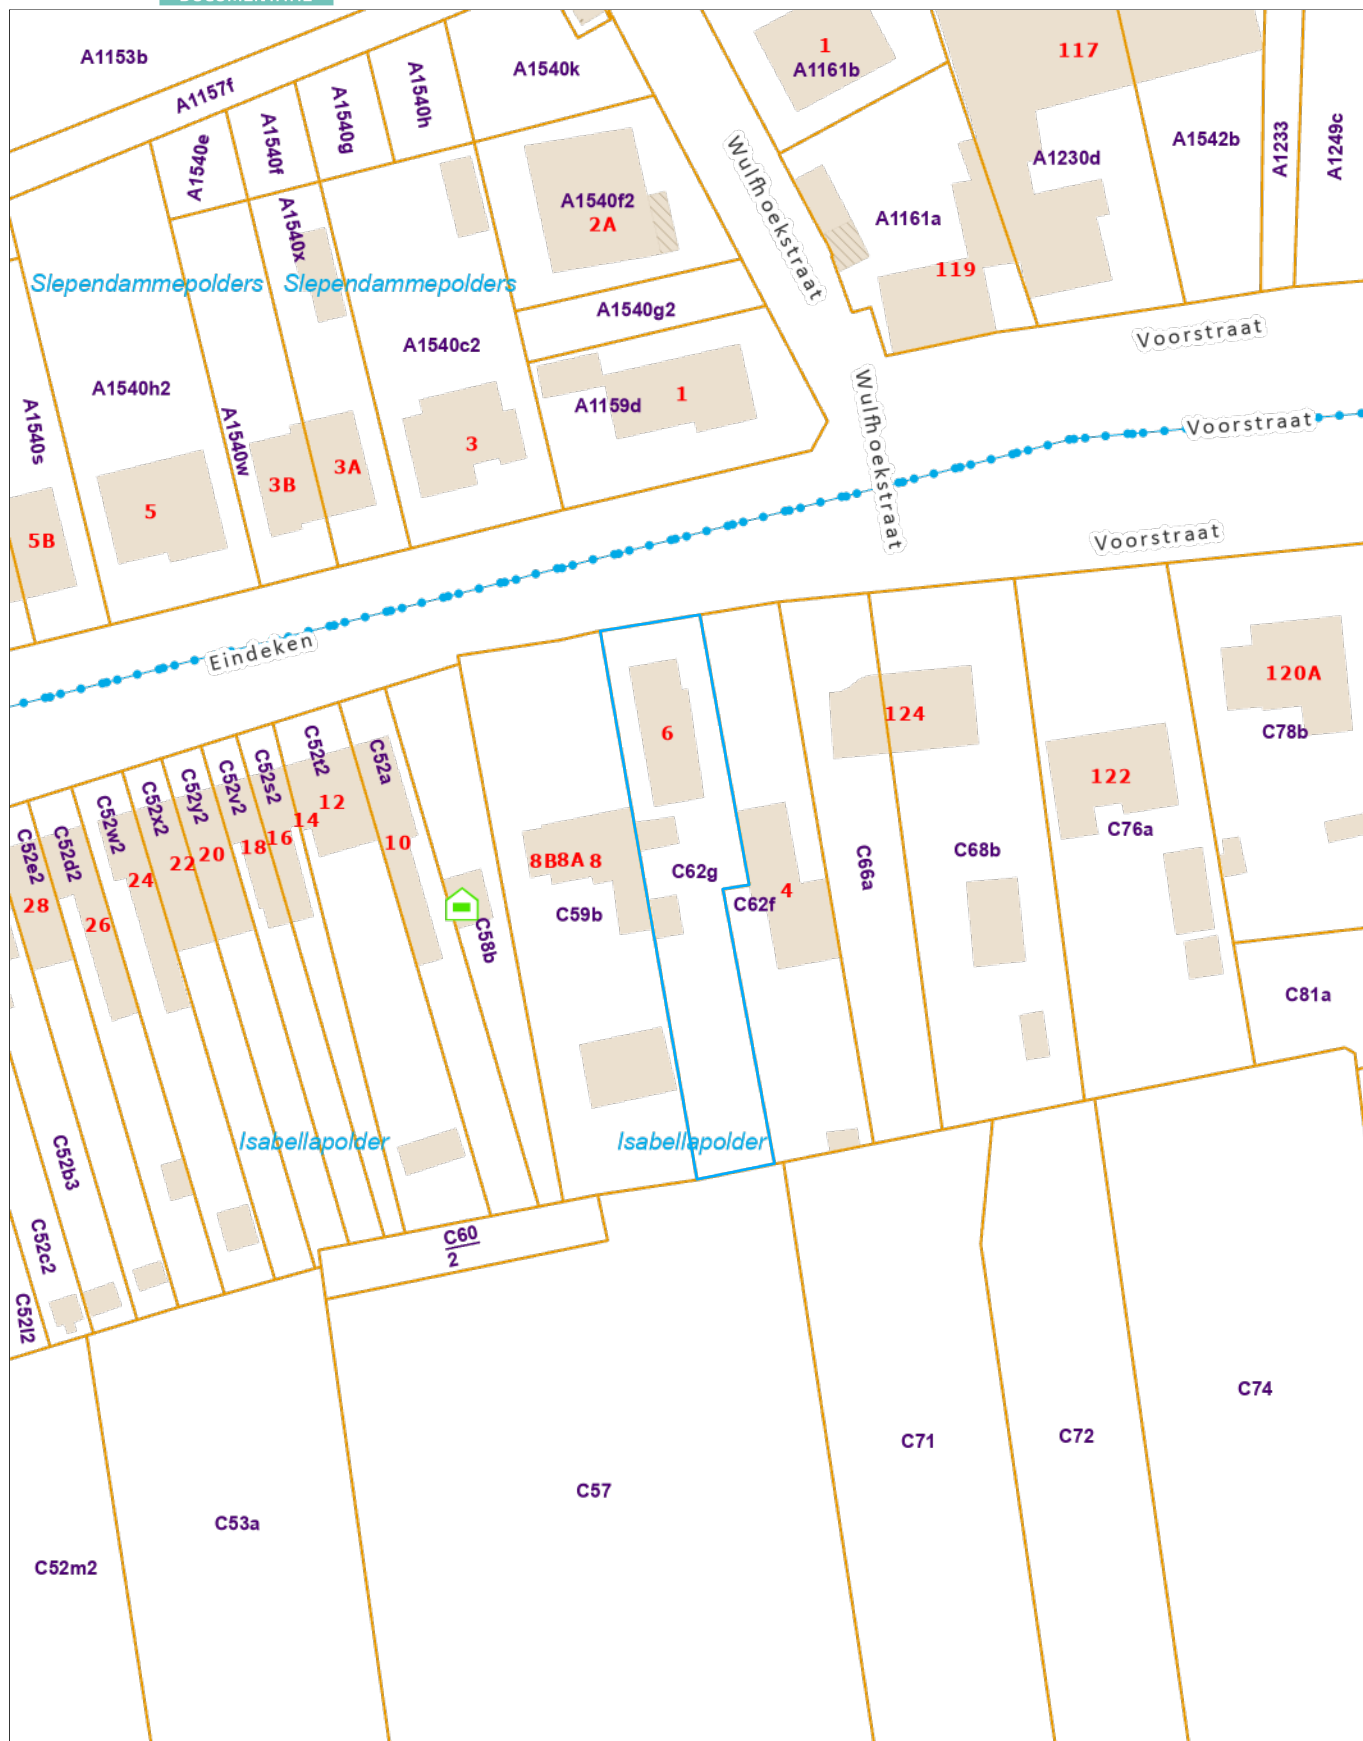 A1153b
A1157f
A1540e
A1540f
A1540g
A1540h
A1540k
1
A1161b
117
A1230d
A1542b
A1233
A1249c
Wulfhoekstraat
A1540x
A1540f2
2A
A1161a
119
Slependammepolders
Slependammepolders
A1540g2
Voorstraat
A1540c2
A1540h2
A1540s
A1540w
A1159d
1
Wulfhoekstraat
Voorstraat
3
3A
3B
5
5B
Voorstraat
Eindeken
6
124
120A
C78b
122
C76a
C52t2
C52a
C52s2
C52v2
C52y2
C52x2
C52w2
C52d2
C52e2
12
14
16
18
20
22
24
26
28
10
8B
8A
8
C62g
C62f
4
C66a
C68b
C59b
C58b
C81a
Isabellapolder
Isabellapolder
C52b3
C52c2
C52l2
C60
2
C74
C71
C72
C57
C53a
C52m2